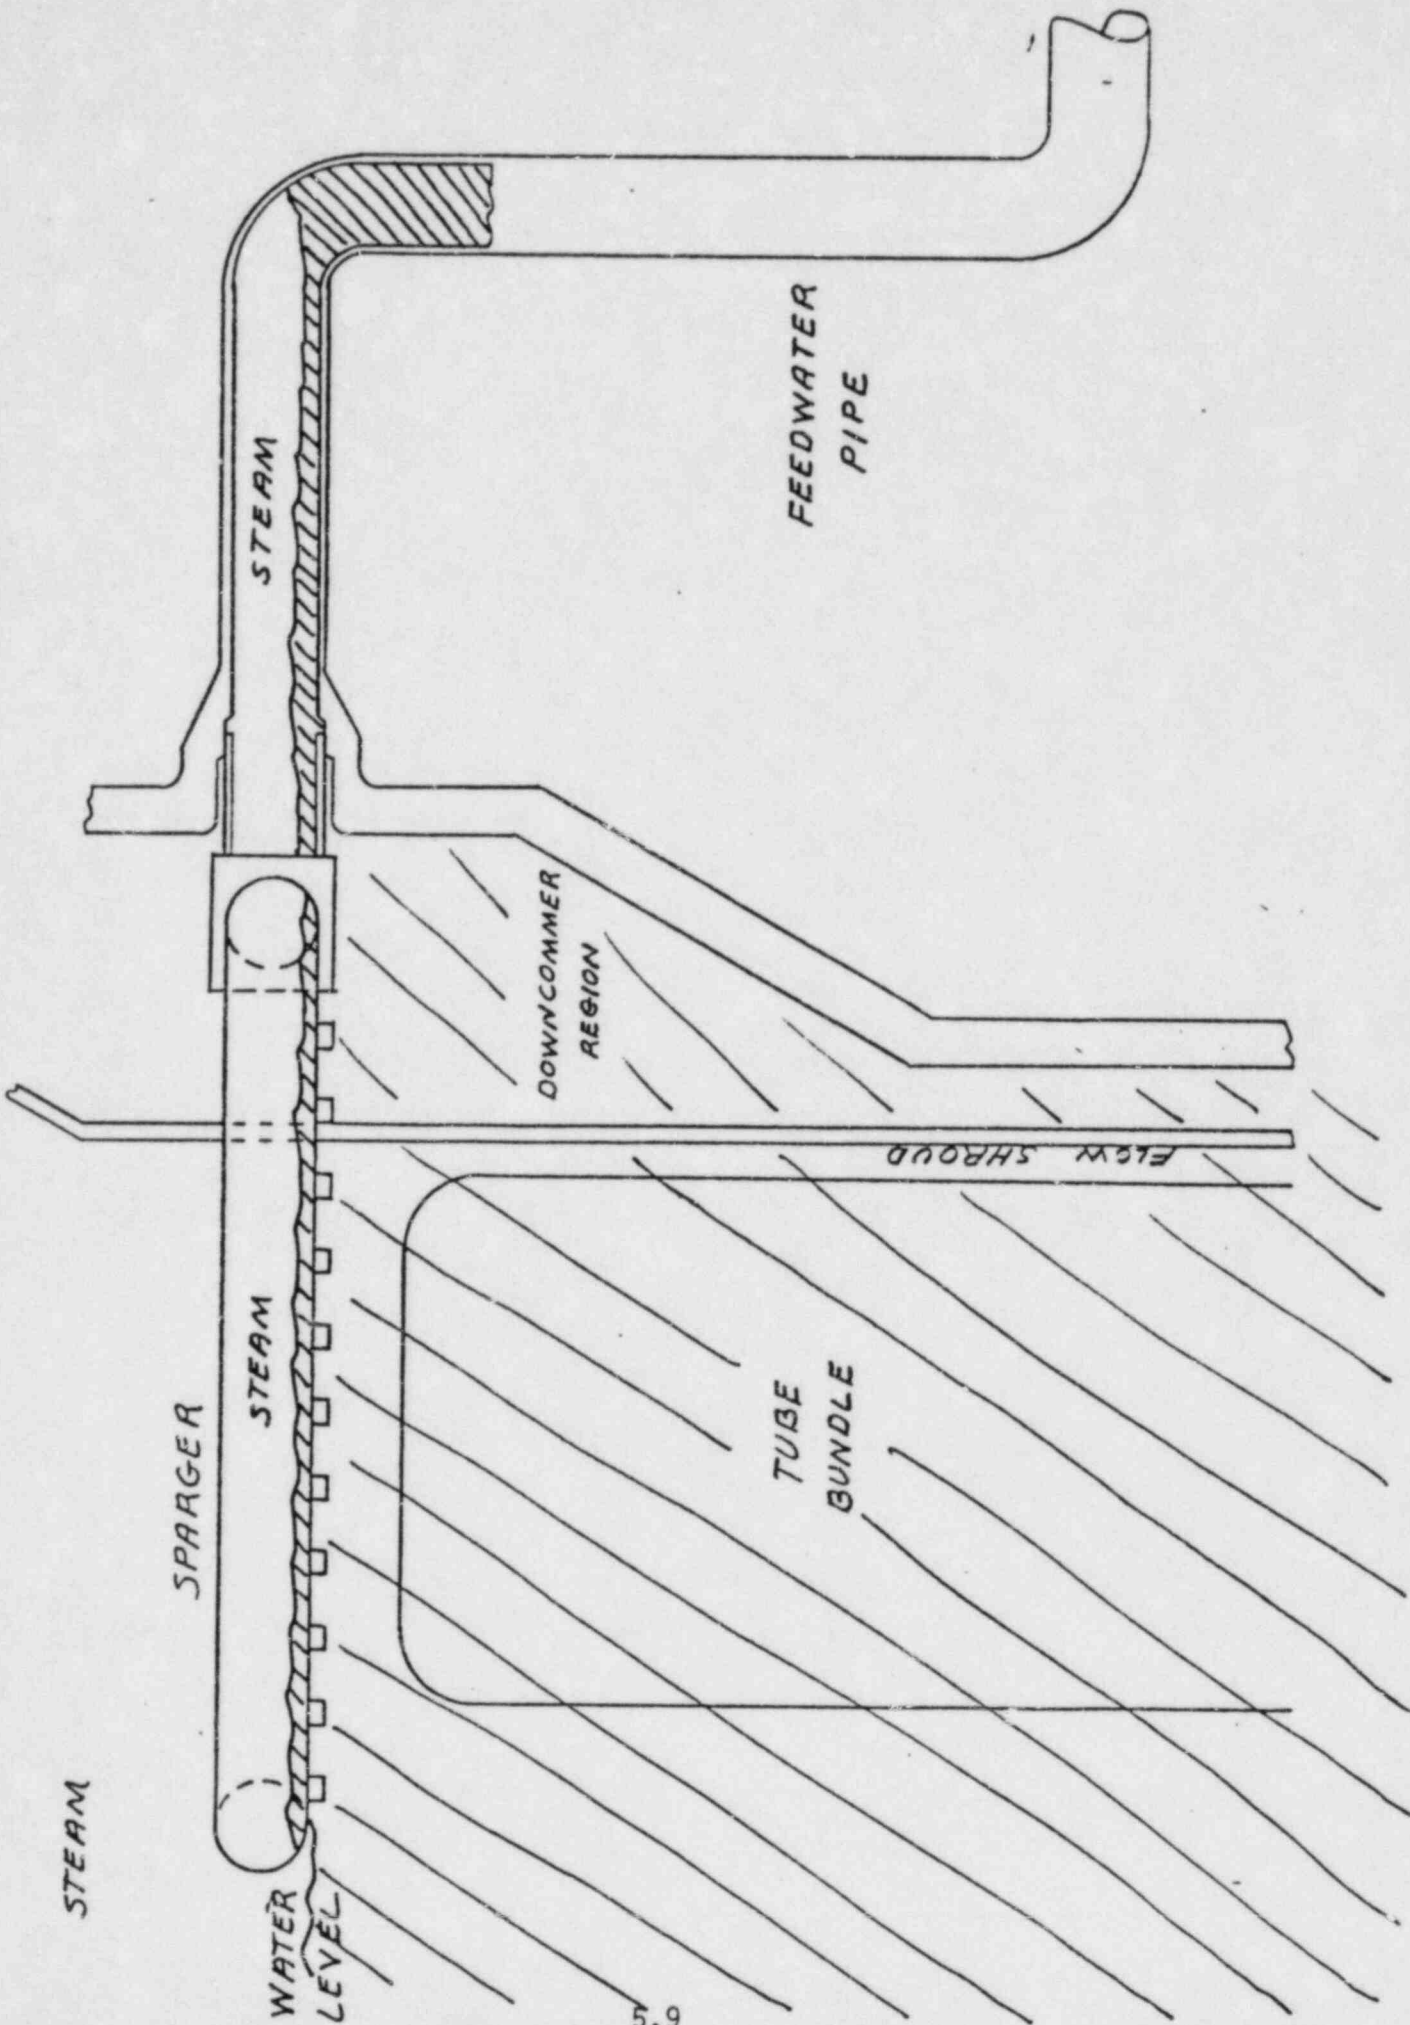 STEAM
SPARGER
STEAM
STEAM
WATER
LEVEL
DOWNCOMMER
REGION
FEEDWATER
PIPE
FLOW SHROUD
TUBE
BUNDLE
5.9